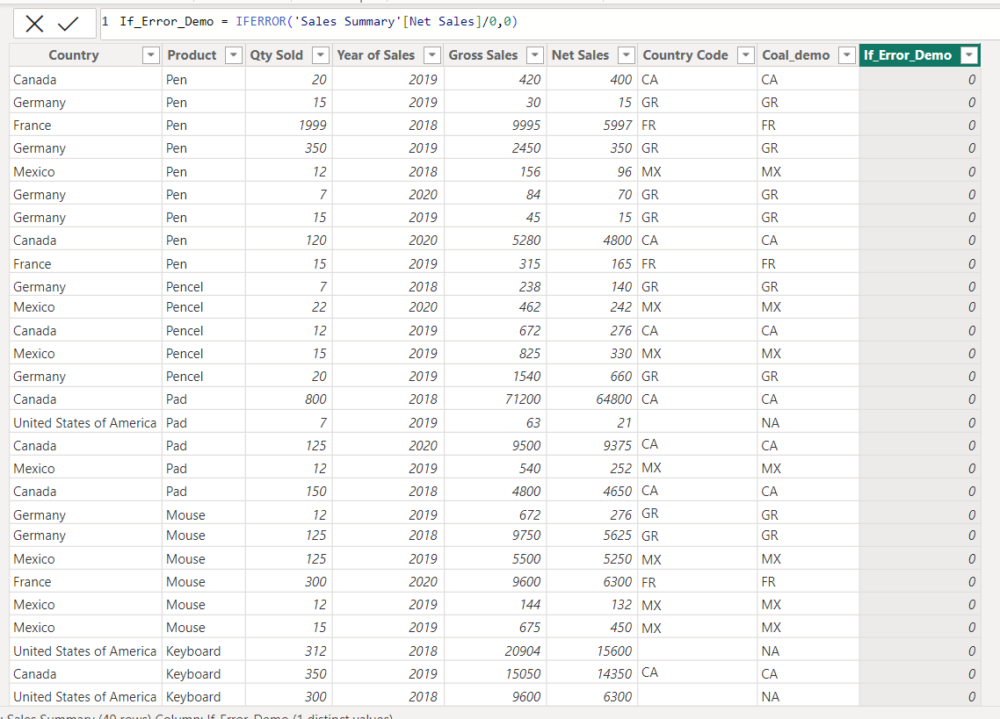 1 If_Error_Demo = IFERROR('Sales Summary'[Net Sales]/0,0)
Country Product Qty Sold Year of Sales Gross Sales Net Sales Country Code Coal_demo If_Error_Demo
Canada Pen 20 2019 420 400 CA CA 0
Germany Pen 15 2019 30 15 GR GR 0
France Pen 1999 2018 9995 5997 FR FR 0
Germany Pen 350 2019 2450 350 GR GR 0
Mexico Pen 12 2018 156 96 MX MX 0
Germany Pen 7 2020 84 70 GR GR 0
Germany Pen 15 2019 45 15 GR GR 0
Canada Pen 120 2020 5280 4800 CA CA 0
France Pen 15 2019 315 165 FR FR 0
Germany Pencel 7 2018 238 140 GR GR 0
Mexico Pencel 22 2020 462 242 MX MX 0
Canada Pencel 12 2019 672 276 CA CA 0
Mexico Pencel 15 2019 825 330 MX MX 0
Germany Pencel 20 2019 1540 660 GR GR 0
Canada Pad 800 2018 71200 64800 CA CA 0
United States of America Pad 7 2019 63 21 NA 0
Canada Pad 125 2020 9500 9375 CA CA 0
Mexico Pad 12 2019 540 252 MX MX 0
Canada Pad 150 2018 4800 4650 CA CA 0
Germany Mouse 12 2019 672 276 GR GR 0
Germany Mouse 125 2018 9750 5625 GR GR 0
Mexico Mouse 125 2019 5500 5250 MX MX 0
France Mouse 300 2020 9600 6300 FR FR 0
Mexico Mouse 12 2019 144 132 MX MX 0
Mexico Mouse 15 2019 675 450 MX MX 0
United States of America Keyboard 312 2018 20904 15600 NA 0
Canada Keyboard 350 2019 15050 14350 CA CA 0
United States of America Keyboard 300 2018 9600 6300 NA 0
: Sales Summary (49 rows) Column: If_Error_Demo (1 distinct values)